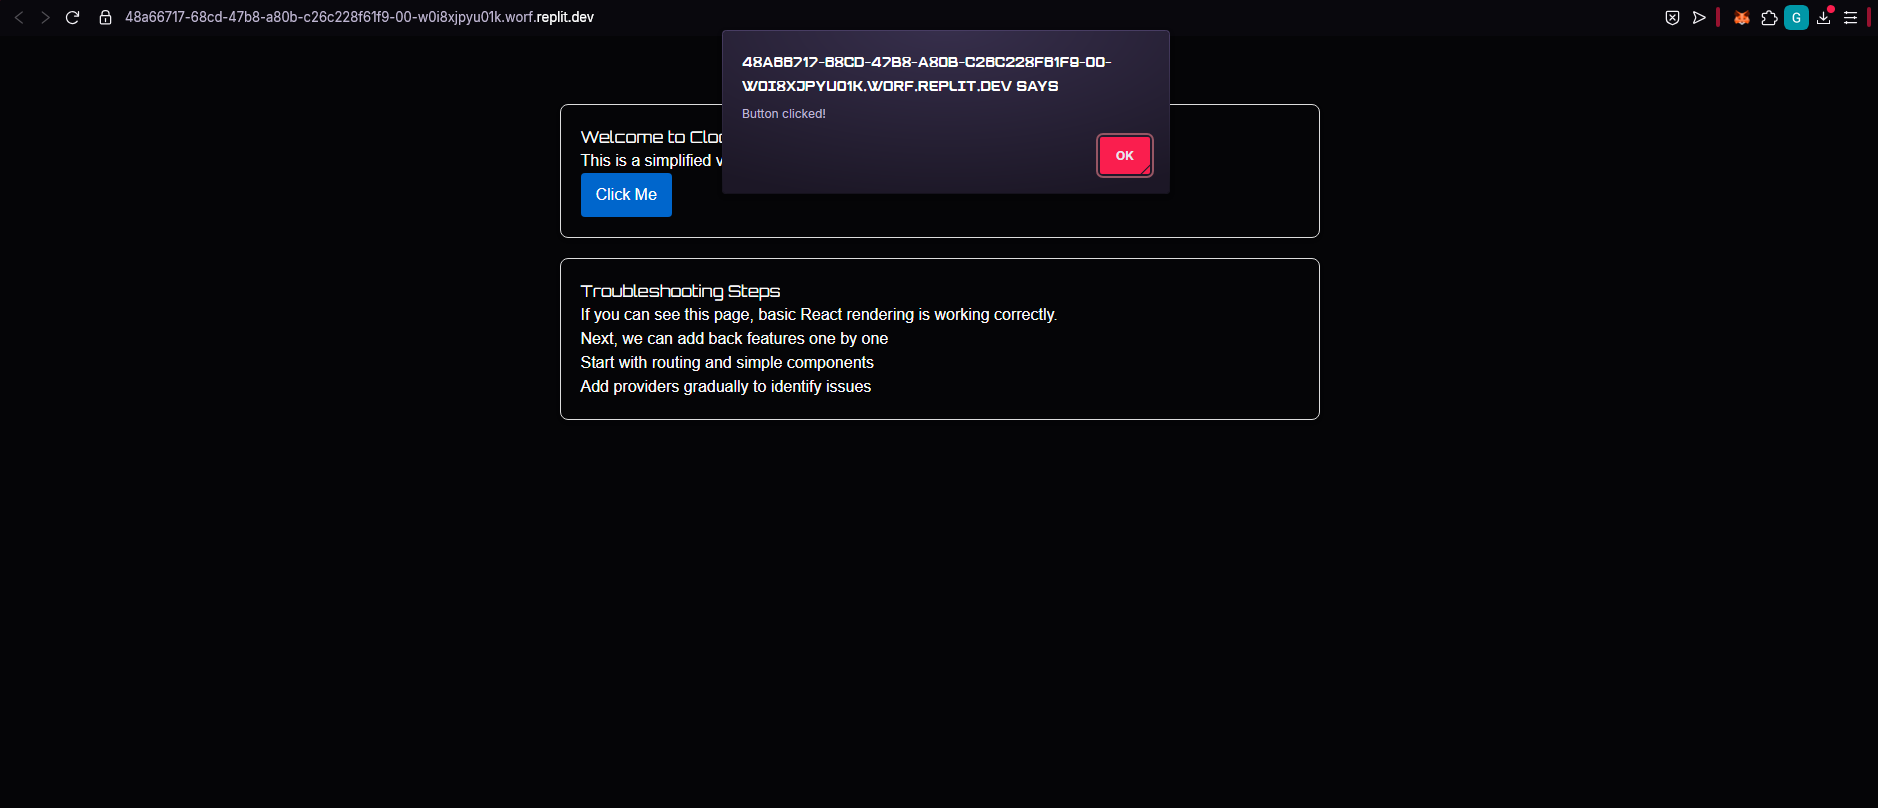 48a66717-68cd-47b8-a80b-c26c228f61f9-00-w0i8xjpyu01k.worf.replit.dev
G
48A66717-68CD-47B8-A80B-C26C228F61F9-00-
W0I8XJPYU01K.WORF.REPLIT.DEV SAYS
Button clicked!
OK
Welcome to Cloc
This is a simplified v
Click Me
Troubleshooting Steps
If you can see this page, basic React rendering is working correctly.
Next, we can add back features one by one
Start with routing and simple components
Add providers gradually to identify issues